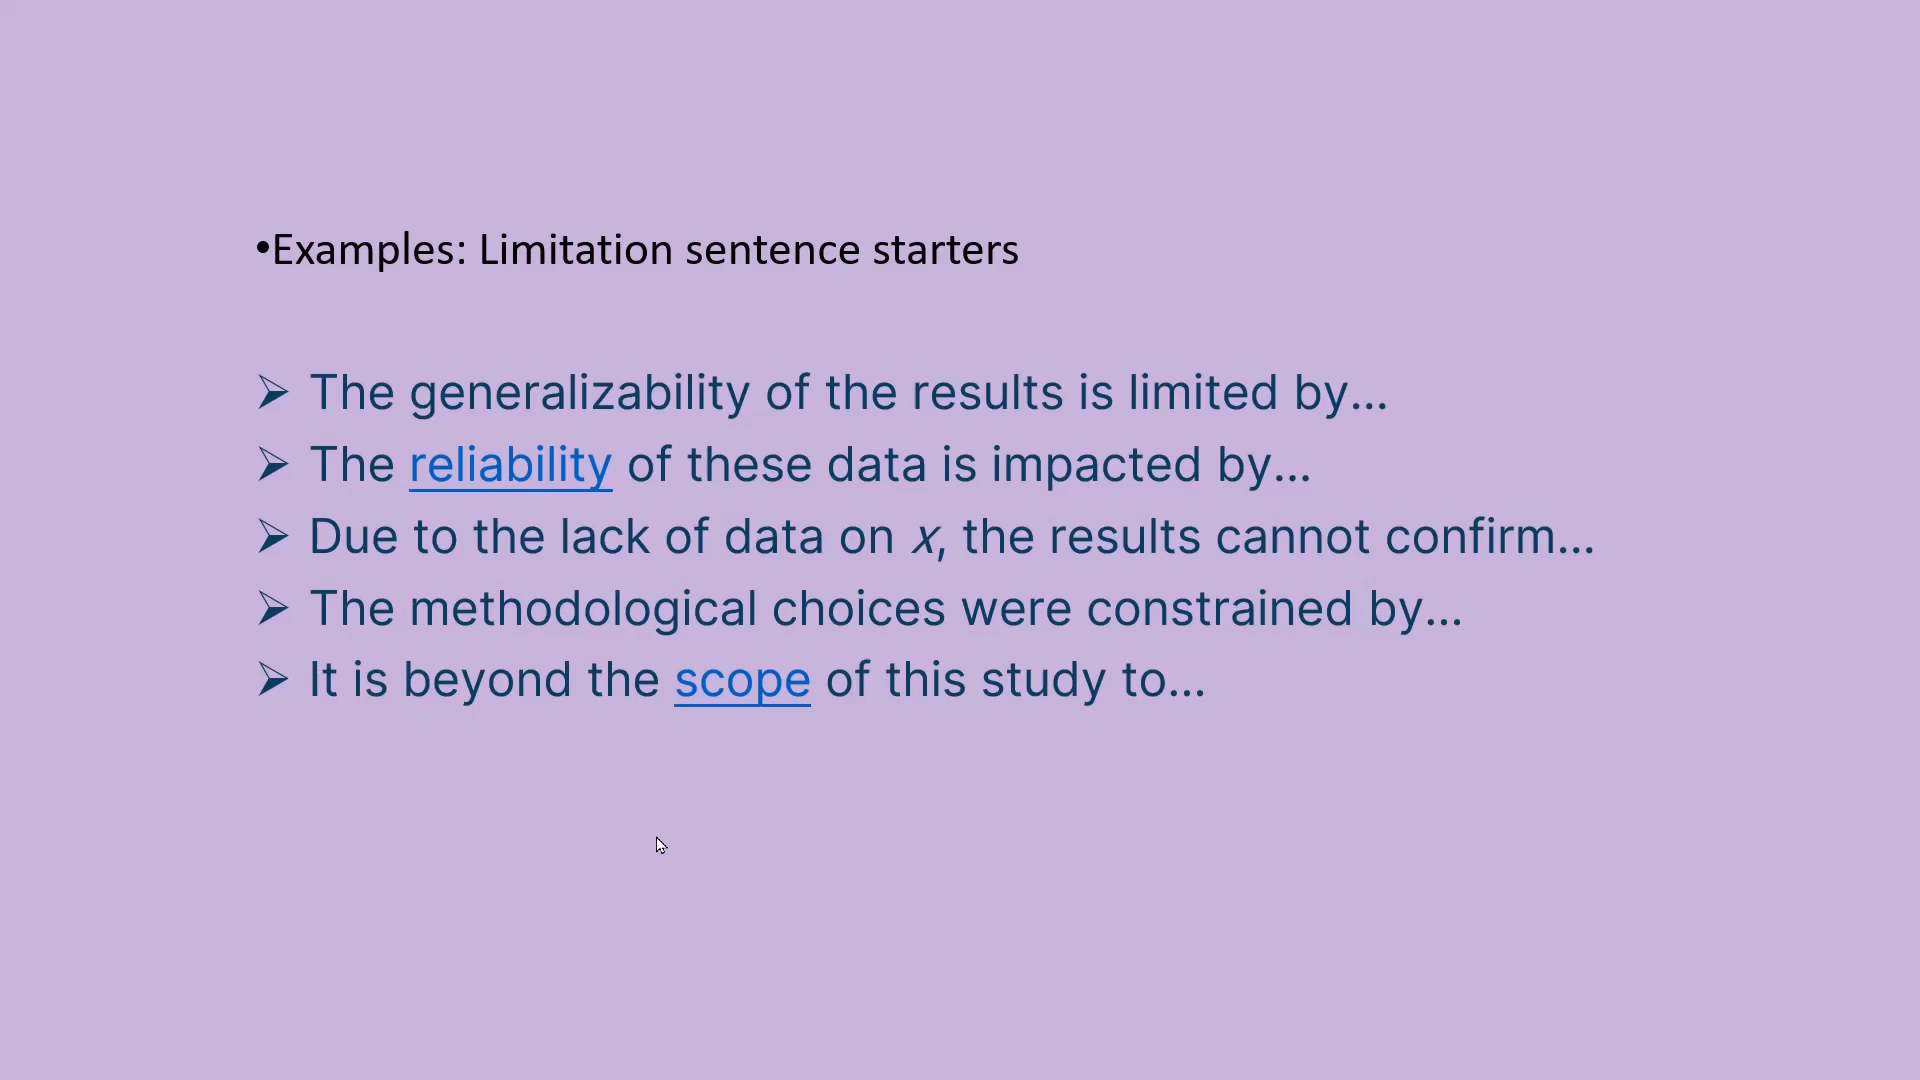 •Examples: Limitation sentence starters
➢ The generalizability of the results is limited by...
➢ The reliability of these data is impacted by...
➢ Due to the lack of data on x, the results cannot confirm...
➢ The methodological choices were constrained by...
➢ It is beyond the scope of this study to...